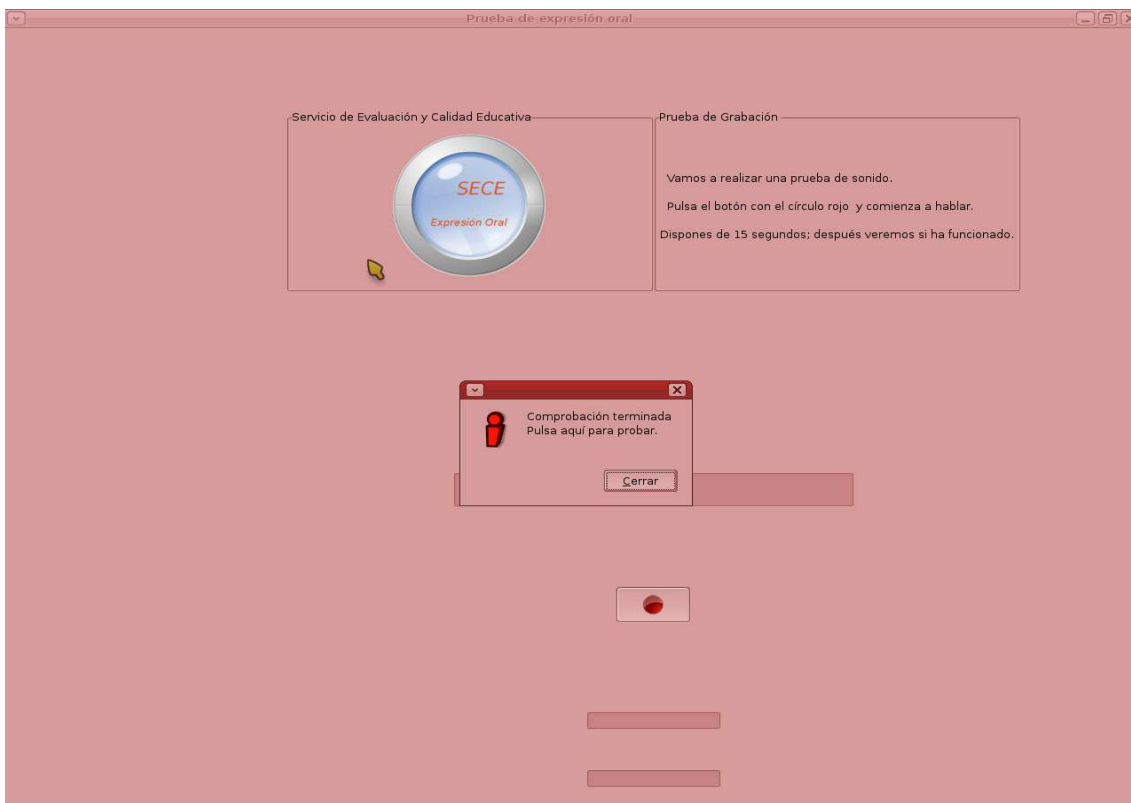 Prueba de expresión oral
Servicio de Evaluación y Calidad Educativa
SECE
Expresión Oral
Prueba de Grabación
Vamos a realizar una prueba de sonido.
Pulsa el botón con el círculo rojo y comienza a hablar.
Dispones de 15 segundos; después veremos si ha funcionado.
Comprobación terminada
Pulsa aquí para probar.
Cerrar